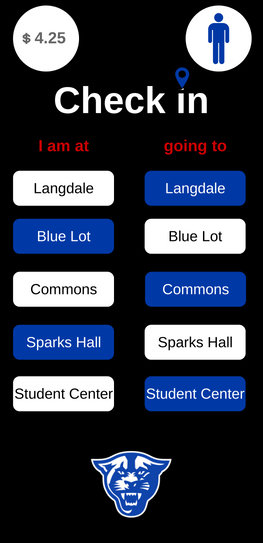 $ 4.25
Check in
I am at going to
Langdale Langdale
Blue Lot Blue Lot
Commons Commons
Sparks Hall Sparks Hall
Student Center Student Center